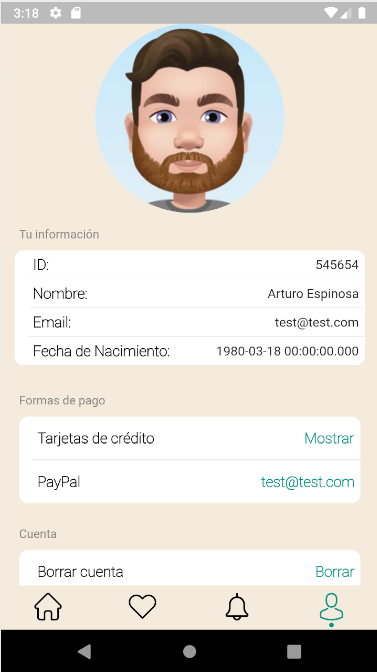 3:18
Tu información
ID: 545654
Nombre: Arturo Espinosa
Email: test@test.com
Fecha de Nacimiento: 1980-03-18 00:00:00.000
Formas de pago
Tarjetas de crédito Mostrar
PayPal test@test.com
Cuenta
Borrar cuenta Borrar